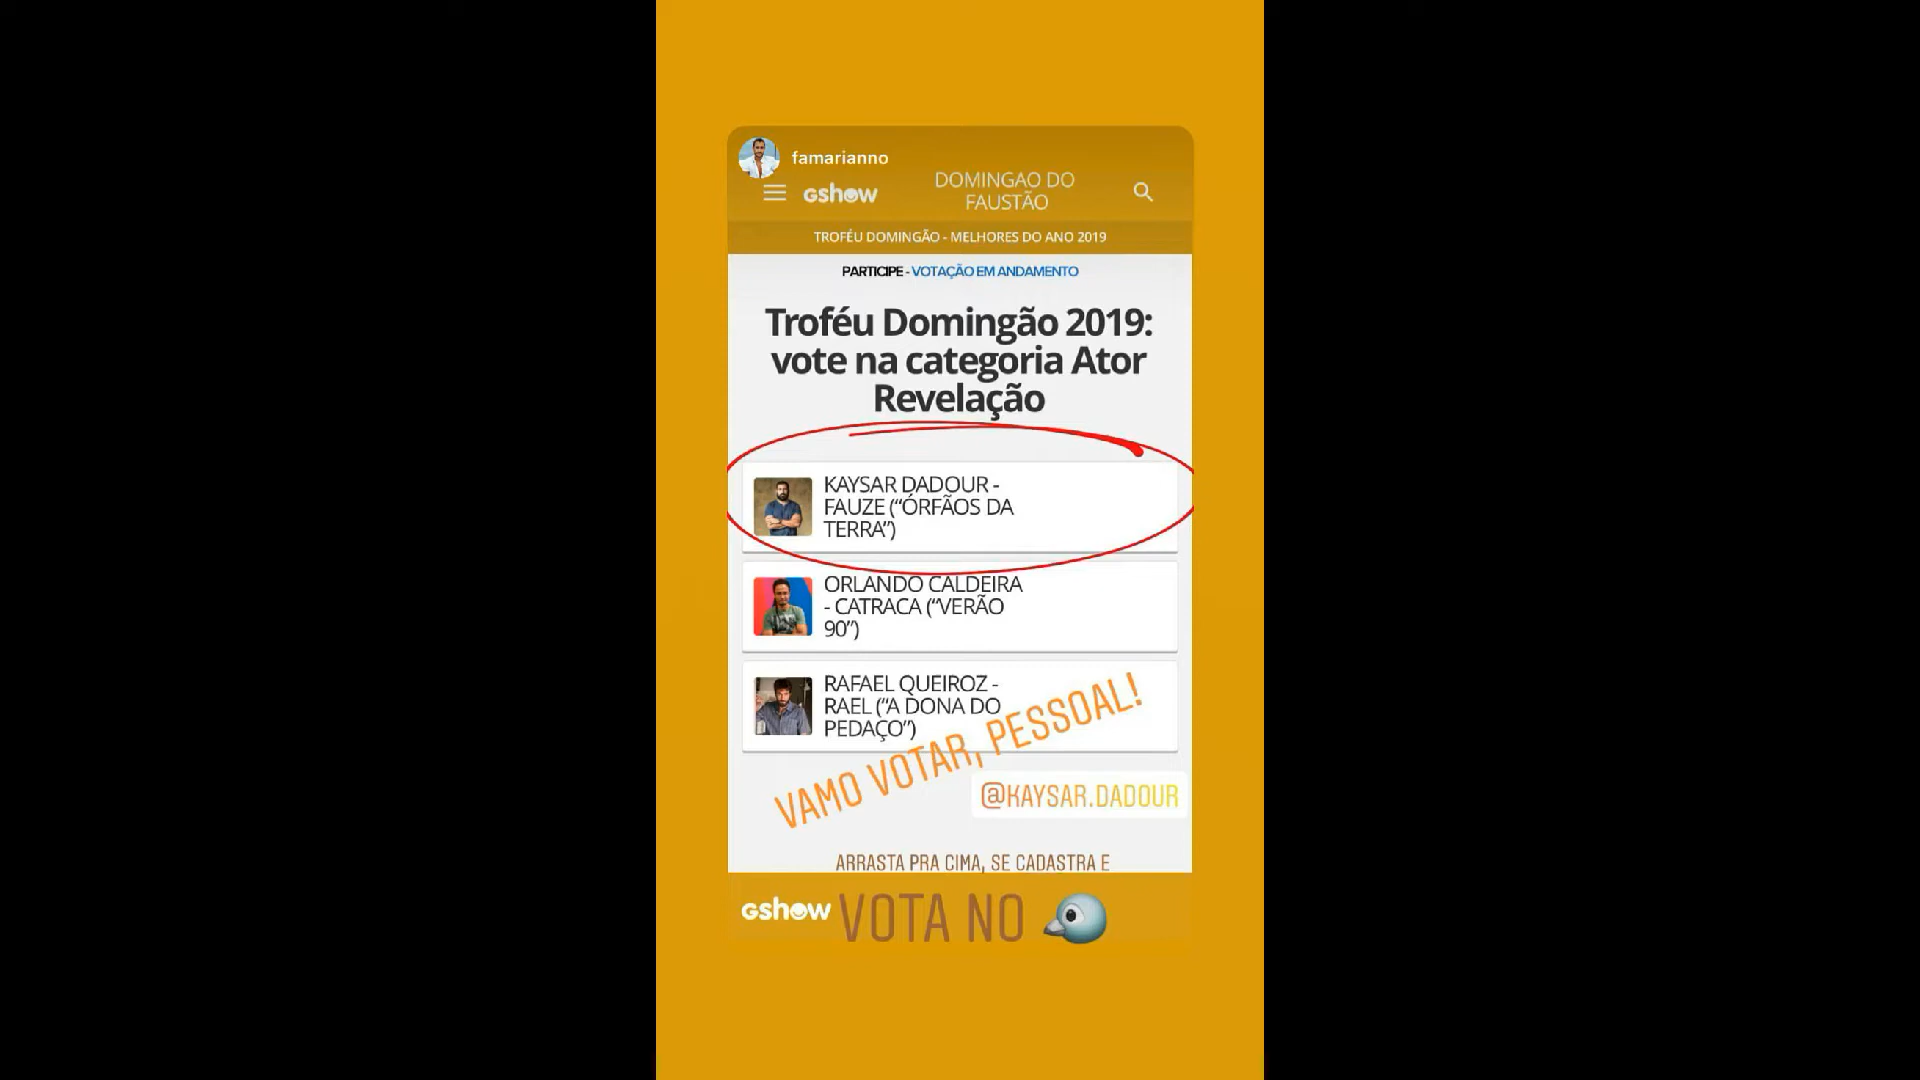 famarianno
GSHOW
DOMINGAO DO
FAUSTÃO
TROFÉU DOMINGÃO - MELHORES DO ANO 2019
PARTICIPE - VOTAÇÃO EM ANDAMENTO
Troféu Domingão 2019:
vote na categoria Ator
Revelação
KAYSAR DADOUR -
FAUZE (“ÓRFÃOS DA
TERRA”)
ORLANDO CALDEIRA
- CATRACA (“VERÃO
90”)
RAFAEL QUEIROZ -
RAEL (“A DONA DO
PEDAÇO”)
VAMO VOTAR, PESSOAL!
@KAYSAR.DADOUR
ARRASTA PRA CIMA, SE CADASTRA E
GSHOW
VOTA NO